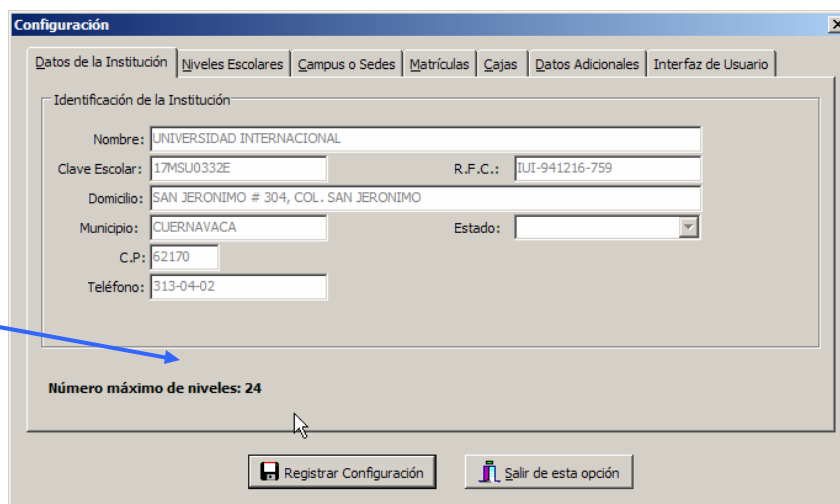 Configuración
Datos de la Institución Niveles Escolares Campus o Sedes Matrículas Cajas Datos Adicionales Interfaz de Usuario
Identificación de la Institución
Nombre: UNIVERSIDAD INTERNACIONAL
Clave Escolar: 17MSU0332E R.F.C.: IUI-941216-759
Domicilio: SAN JERONIMO # 304, COL. SAN JERONIMO
Municipio: CUERNAVACA Estado:
C.P: 62170
Teléfono: 313-04-02
Número máximo de niveles: 24
Registrar Configuración Salir de esta opción